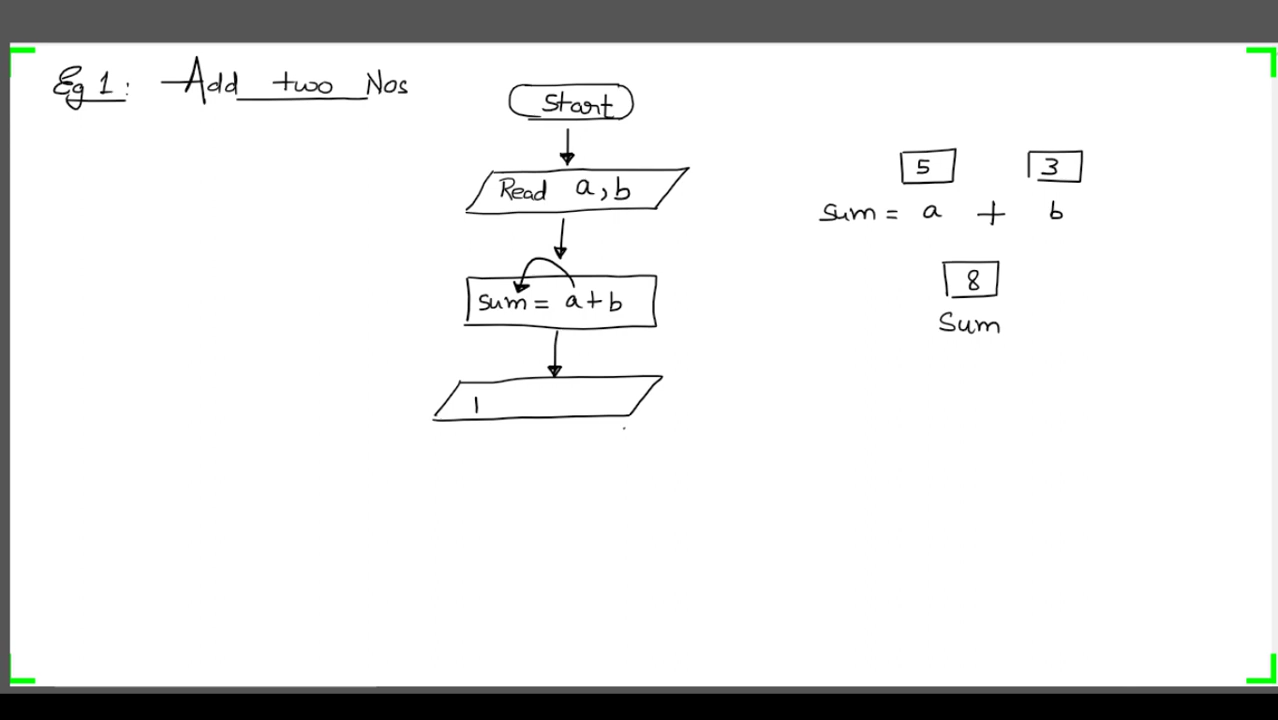 Eg 1: Add two Nos
Start
Read a, b
sum = a + b
5 3
sum = a + b
8
Sum